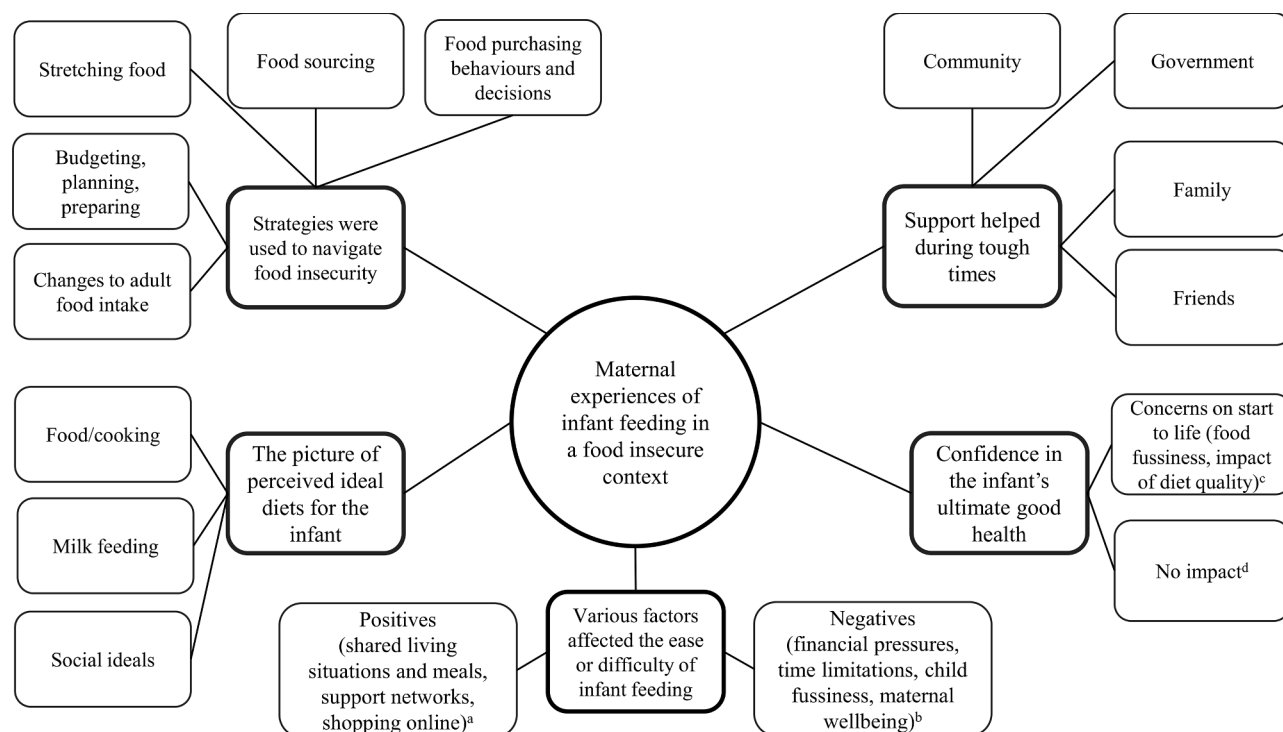 Stretching food
Food sourcing
Food purchasing
behaviours and
decisions
Community
Government
Budgeting,
planning,
preparing
Strategies were
used to navigate
food insecurity
Changes to adult
food intake
Support helped
during tough
times
Family
Friends
Maternal
experiences of
infant feeding in
a food insecure
context
Food/cooking
Milk feeding
Social ideals
The picture of
perceived ideal
diets for the
infant
Confidence in
the infant's
ultimate good
health
Concerns on start
to life (food
fussiness, impact
of diet quality)ᶜ
No impactᵈ
Positives
(shared living
situations and meals,
support networks,
shopping online)ᵃ
Various factors
affected the ease
or difficulty of
infant feeding
Negatives
(financial pressures,
time limitations, child
fussiness, maternal
wellbeing)ᵇ